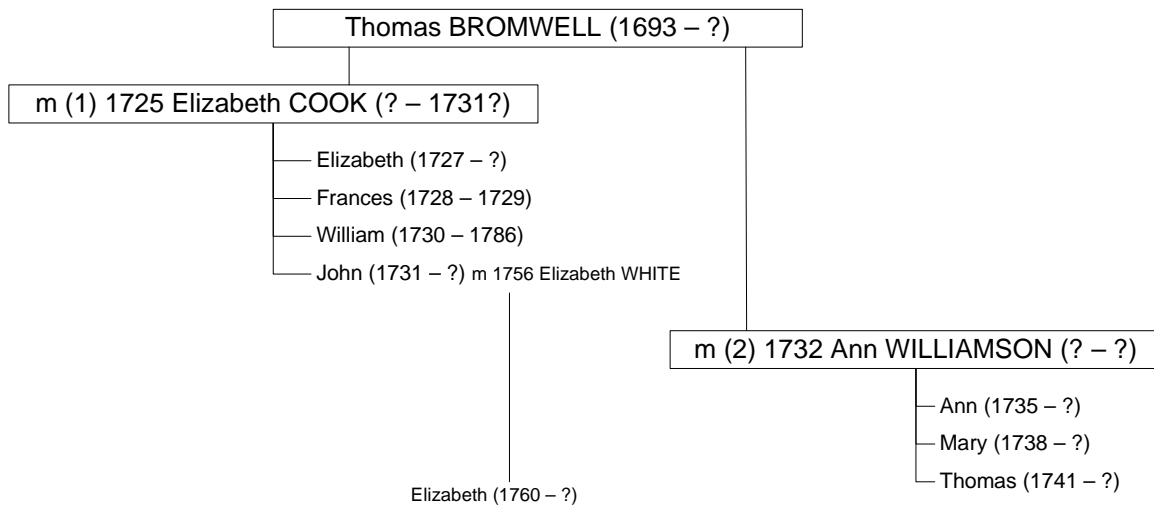 Thomas BROMWELL (1693 – ?)
m (1) 1725 Elizabeth COOK (? – 1731?)
Elizabeth (1727 – ?)
Frances (1728 – 1729)
William (1730 – 1786)
John (1731 – ?) m 1756 Elizabeth WHITE
m (2) 1732 Ann WILLIAMSON (? – ?)
Ann (1735 – ?)
Mary (1738 – ?)
Thomas (1741 – ?)
Elizabeth (1760 – ?)